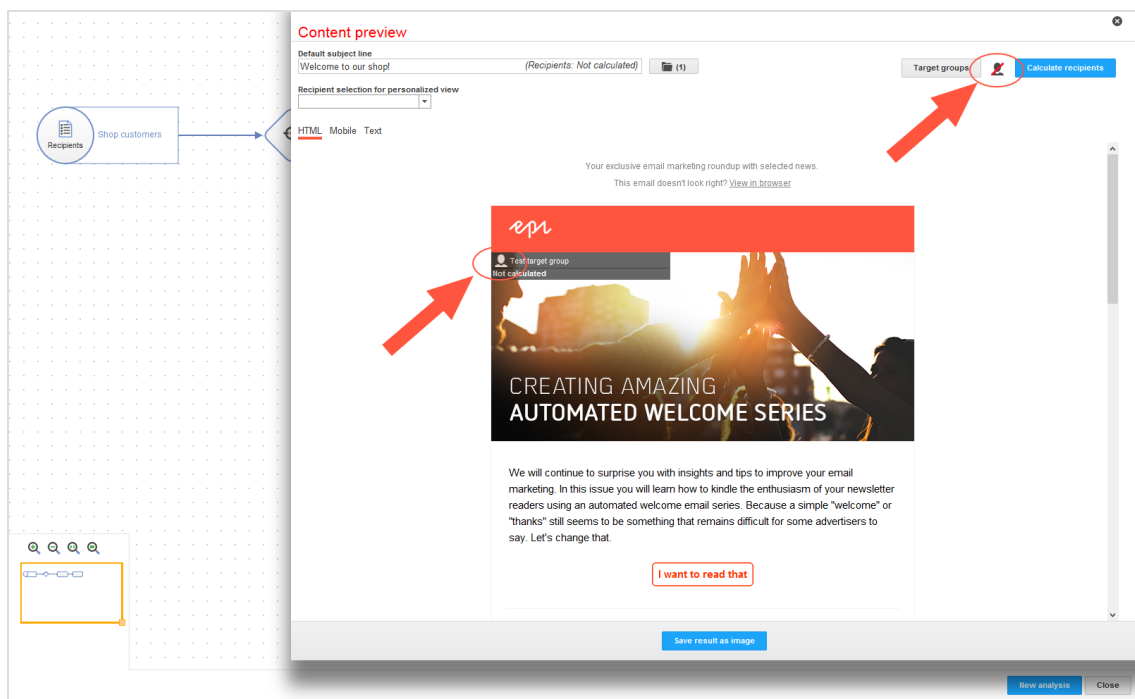 Content preview
Default subject line
Welcome to our shop! (Recipients: Not calculated) (1)
Target groups Calculate recipients
Recipient selection for personalized view
Recipients
Shop customers
HTML Mobile Text
Your exclusive email marketing roundup with selected news.
This email doesn't look right? View in browser
epi
Test target group
Not calculated
CREATING AMAZING
AUTOMATED WELCOME SERIES
We will continue to surprise you with insights and tips to improve your email
marketing. In this issue you will learn how to kindle the enthusiasm of your newsletter
readers using an automated welcome email series. Because a simple "welcome" or
"thanks" still seems to be something that remains difficult for some advertisers to
say. Let's change that.
I want to read that
Save result as image
New analysis Close